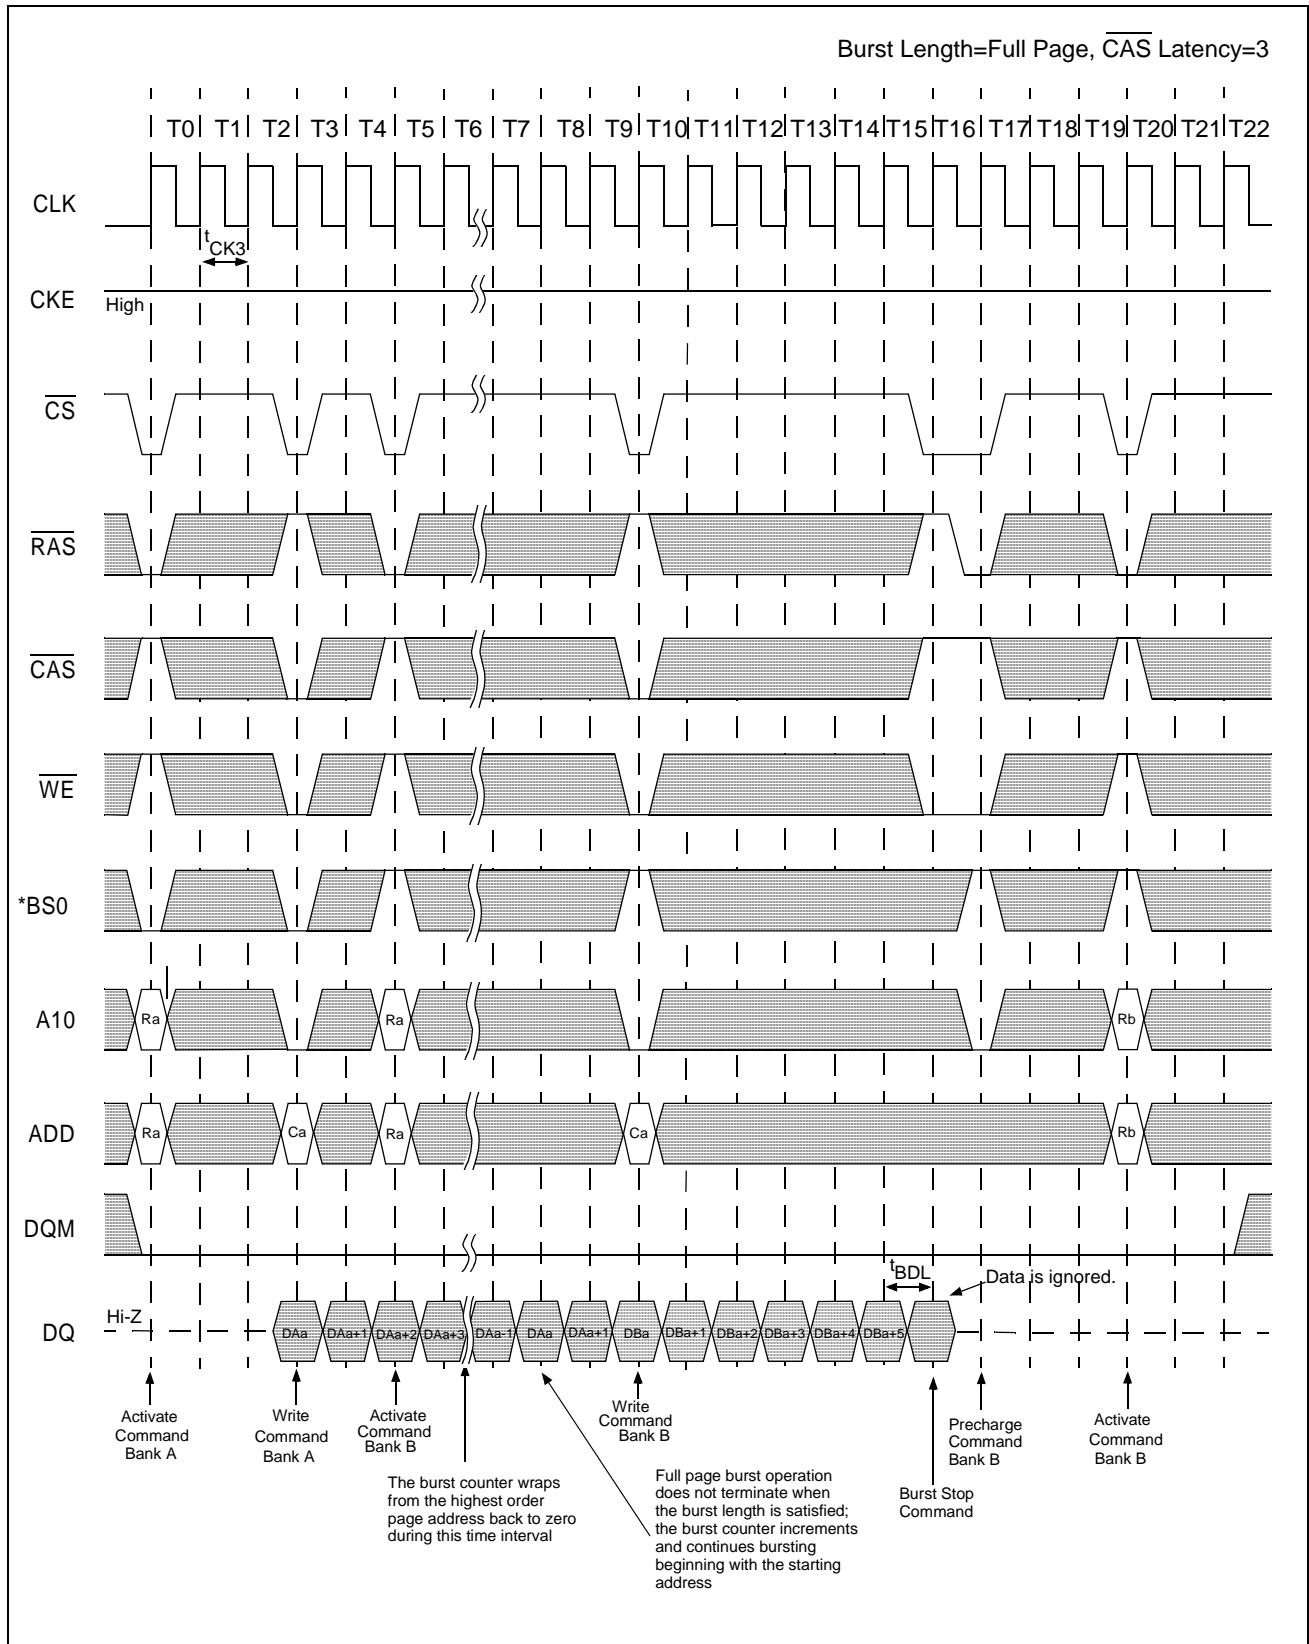 Burst Length=Full Page, CAS Latency=3
T0 T1 T2 T3 T4 T5 T6 T7 T8 T9 T10 T11 T12 T13 T14 T15 T16 T17 T18 T19 T20 T21 T22
CLK
tCK3
CKE
High
CS
RAS
CAS
WE
*BS0
A10
Ra Ra Rb
ADD
Ra Ca Ra Ca Rb
DQM
tBDL
Data is ignored.
DQ
Hi-Z
DAa DAa+1 DAa+2 DAa+3 DAa-1 DAa DAa+1 DBa DBa+1 DBa+2 DBa+3 DBa+4 DBa+5
Activate
Command
Bank A
Write
Command
Bank A
Activate
Command
Bank B
Write
Command
Bank B
Precharge
Command
Bank B
Activate
Command
Bank B
The burst counter wraps
from the highest order
page address back to zero
during this time interval
Full page burst operation
does not terminate when
the burst length is satisfied;
the burst counter increments
and continues bursting
beginning with the starting
address
Burst Stop
Command